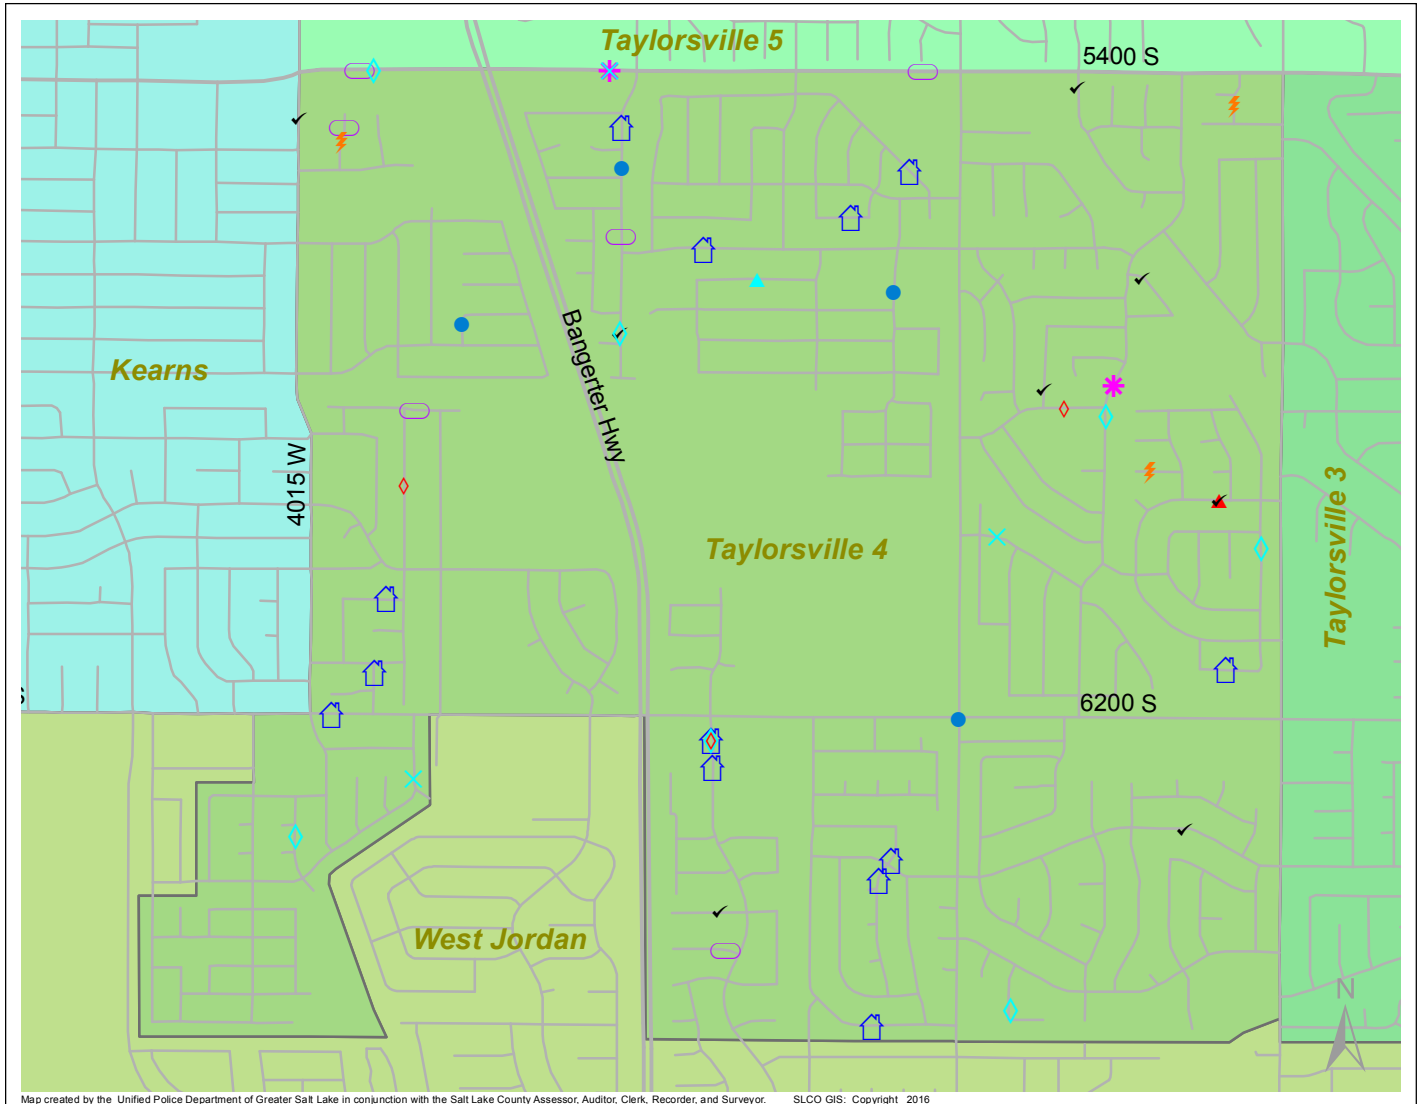 Taylorsville 5
5400 S
Kearns
Bangerter Hwy
4015 W
Taylorsville 3
Taylorsville 4
6200 S
West Jordan
N
Map created by the Unified Police Department of Greater Salt Lake in conjunction with the Salt Lake County Assessor, Auditor, Clerk, Recorder, and Surveyor. SLCO GIS: Copyright 2016